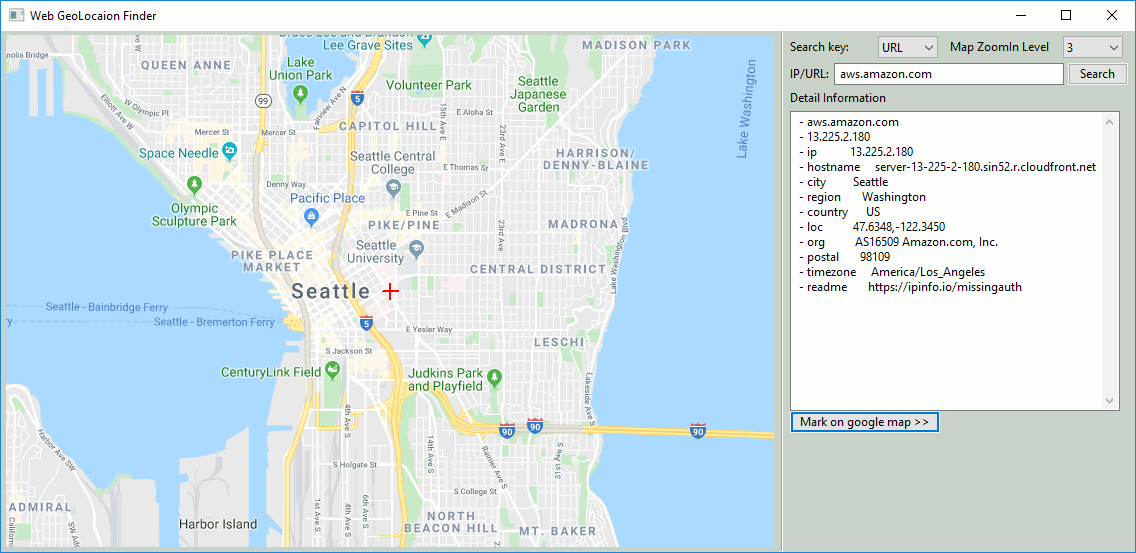 Web GeoLocaion Finder
Search key:
URL
Map ZoomIn Level
3
IP/URL:
aws.amazon.com
Search
Detail Information
- aws.amazon.com
- 13.225.2.180
- ip 13.225.2.180
- hostname server-13-225-2-180.sin52.r.cloudfront.net
- city Seattle
- region Washington
- country US
- loc 47.6348,-122.3450
- org AS16509 Amazon.com, Inc.
- postal 98109
- timezone America/Los_Angeles
- readme https://ipinfo.io/missingauth
Mark on google map >>
Lee Grave Sites
MADISON PARK
nolia Bridge
QUEEN ANNE
Lake
Union Park
Volunteer Park
Seattle
Japanese
Garden
Lake Washington
99
5
W Olympic Pl
Elliott Ave W
Fairview Ave N
15th Ave E
23rd Ave E
E Aloha St
Mercer St
Mercer St
CAPITOL HILL
Space Needle
Seattle Central
College
HARRISON/
DENNY-BLAINE
E Thomas St
Denny Way
Olympic
Sculpture Park
Pacific Place
E Pine St
E Madison St
PIKE/PINE
MADRONA
23rd Ave
Lake Washington Blvd
Seattle
University
PIKE PLACE
MARKET
CENTRAL DISTRICT
Seattle
Seattle - Bainbridge Ferry
Seattle - Bremerton Ferry
5
E Yesler Way
LESCHI
S Jackson St
CenturyLink Field
Judkins Park
and Playfield
Lakeside Ave S
4th Ave S
90
90
90
Harbor Ave SW
14th Ave S
Rainier Ave S
31st Ave S
S Holgate St
S College St
1st Ave S
4th Ave S
ADMIRAL
Harbor Island
NORTH
BEACON HILL
MT. BAKER